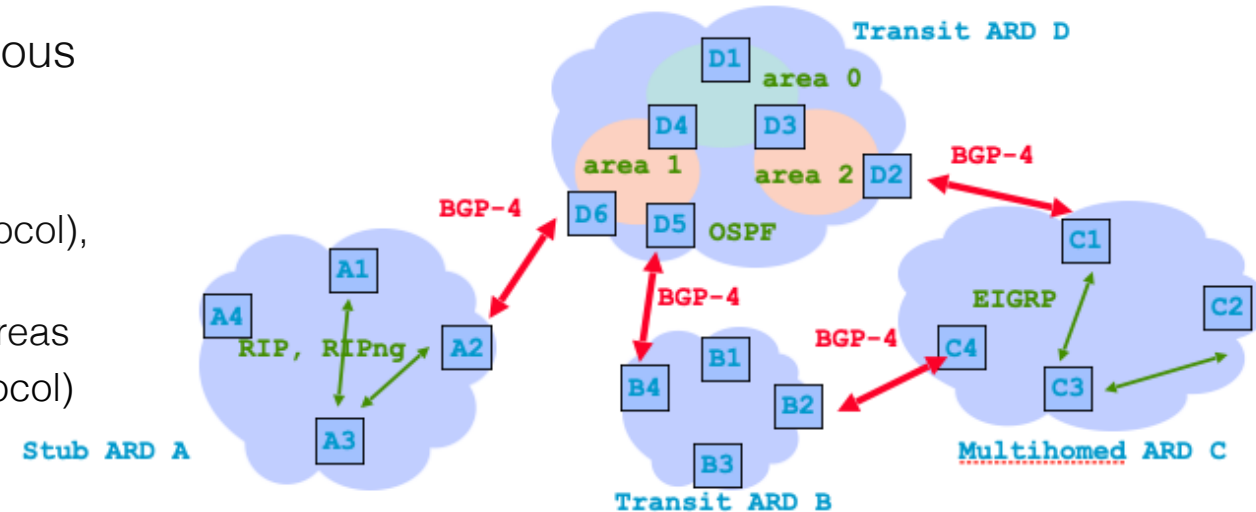 ous
ocol),
reas
ocol)
Transit ARD D
D1
area 0
D4
D3
area 1
area 2
D2
BGP-4
D6
D5
OSPF
BGP-4
C1
A1
BGP-4
EIGRP
C2
A4
RIP, RIPng
A2
BGP-4
C4
B1
B4
C3
B2
A3
Stub ARD A
B3
Multihomed ARD C
Transit ARD B